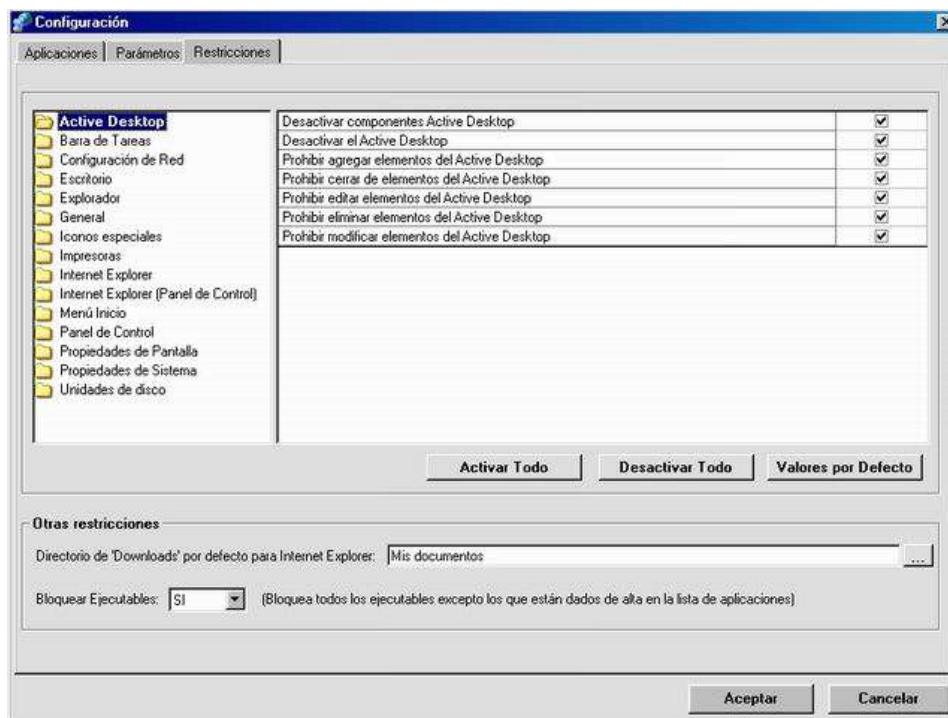 Configuración
Aplicaciones Parámetros Restricciones
Active Desktop
Barra de Tareas
Configuración de Red
Escritorio
Explorador
General
Iconos especiales
Impresoras
Internet Explorer
Internet Explorer (Panel de Control)
Menú Inicio
Panel de Control
Propiedades de Pantalla
Propiedades de Sistema
Unidades de disco
Desactivar componentes Active Desktop
Desactivar el Active Desktop
Prohibir agregar elementos del Active Desktop
Prohibir cerrar de elementos del Active Desktop
Prohibir editar elementos del Active Desktop
Prohibir eliminar elementos del Active Desktop
Prohibir modificar elementos del Active Desktop
Activar Todo Desactivar Todo Valores por Defecto
Otras restricciones
Directorio de 'Downloads' por defecto para Internet Explorer: Mis documentos ...
Bloquear Ejecutables: SI (Bloquea todos los ejecutables excepto los que están dados de alta en la lista de aplicaciones)
Aceptar Cancelar